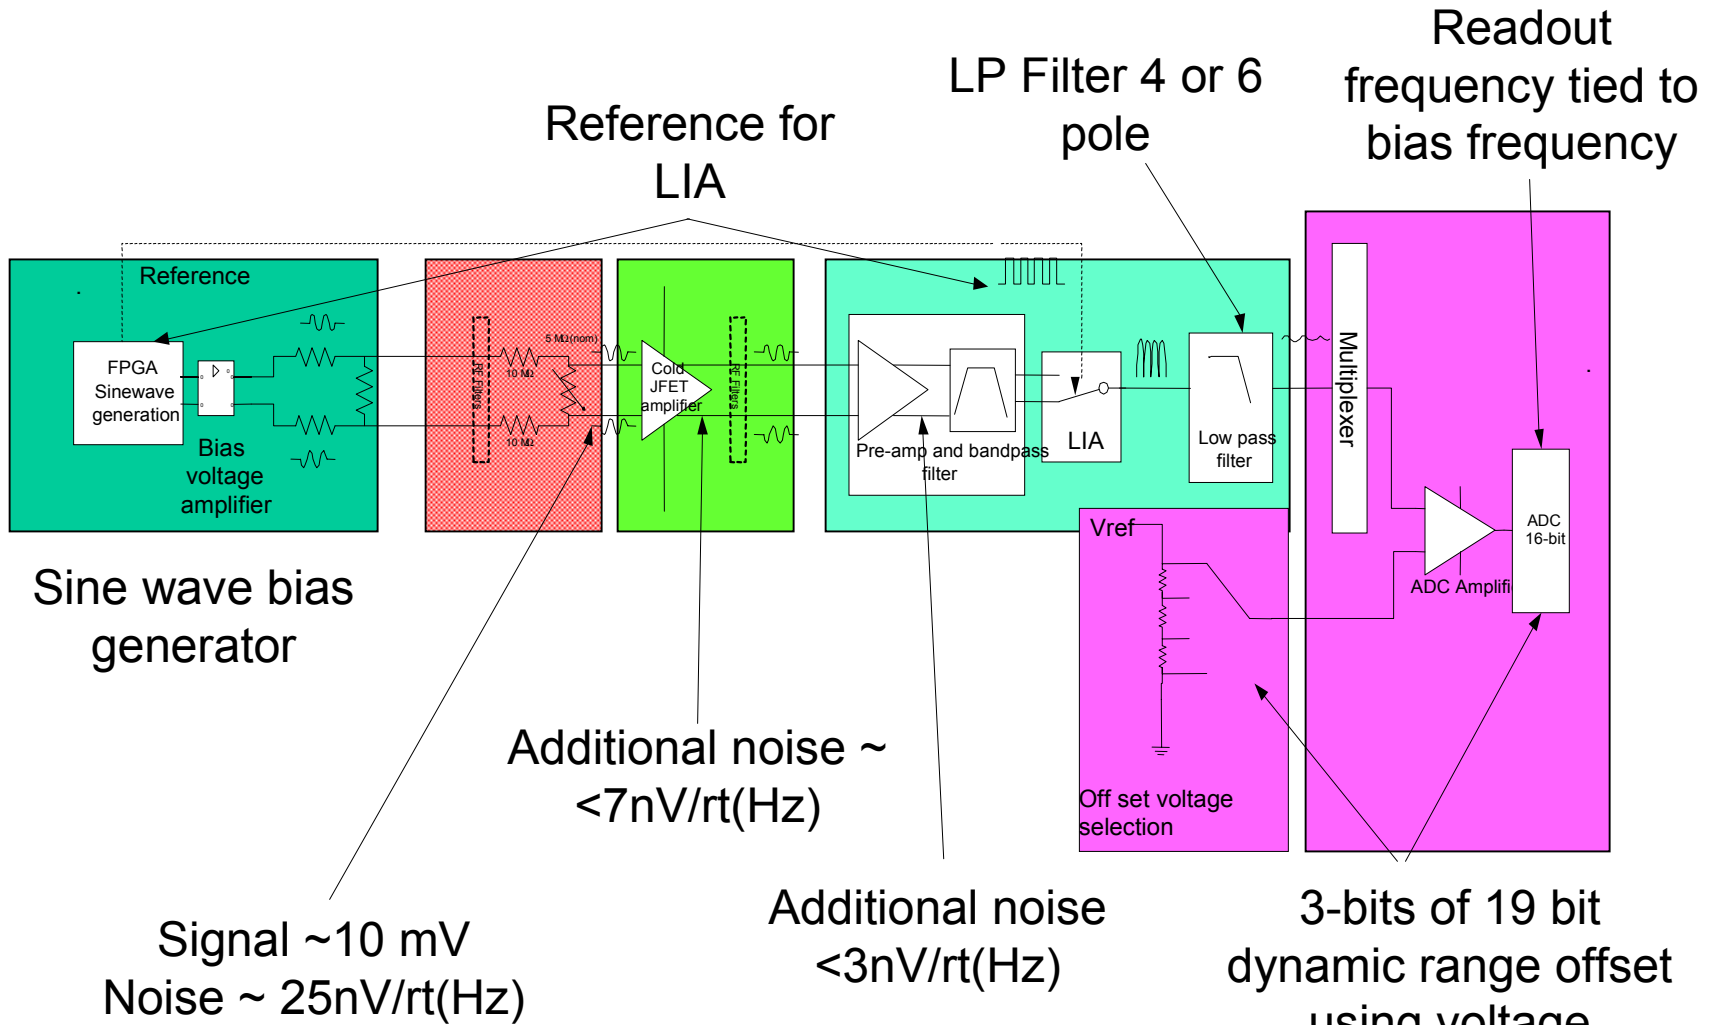 Readout
frequency tied to
bias frequency
LP Filter 4 or 6
pole
Reference for
LIA
Reference
FPGA
Sinewave
generation
Bias
voltage
amplifier
RF Filters
10 MΩ
10 MΩ
5 MΩ(nom)
Cold
JFET
amplifier
RF Filters
Pre-amp and bandpass
filter
LIA
Low pass
filter
Multiplexer
ADC
16-bit
ADC Amplifi
Vref
Off set voltage
selection
Sine wave bias
generator
Additional noise ~
<7nV/rt(Hz)
Additional noise
<3nV/rt(Hz)
Signal ~10 mV
Noise ~ 25nV/rt(Hz)
3-bits of 19 bit
dynamic range offset
using voltage